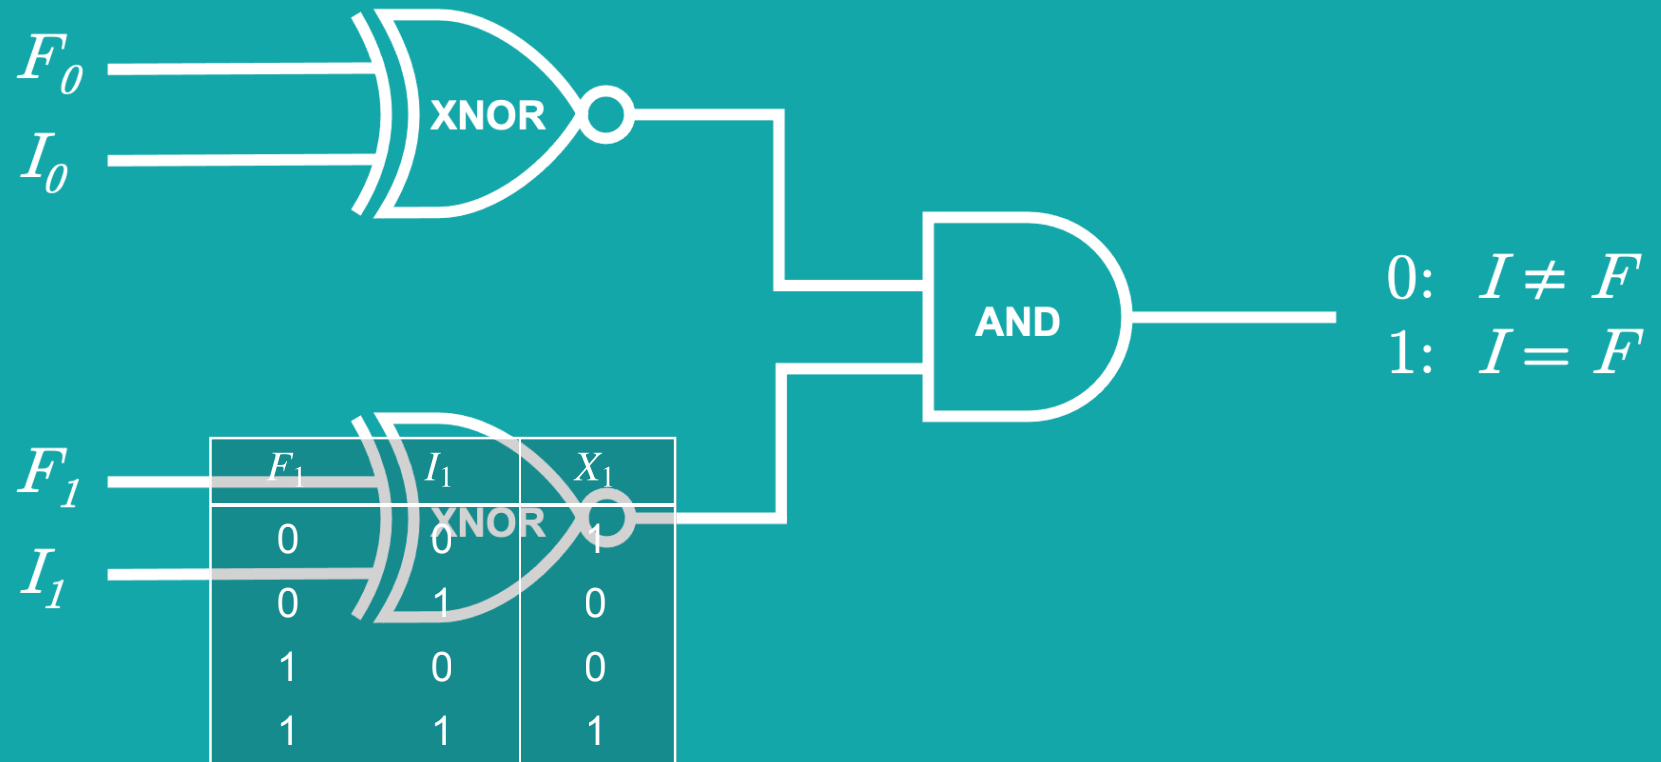 F₀
XNOR
I₀
AND
0: I ≠ F
1: I = F
F₁
I₁
XNOR
F₁ I₁ X₁
0 0 1
0 1 0
1 0 0
1 1 1